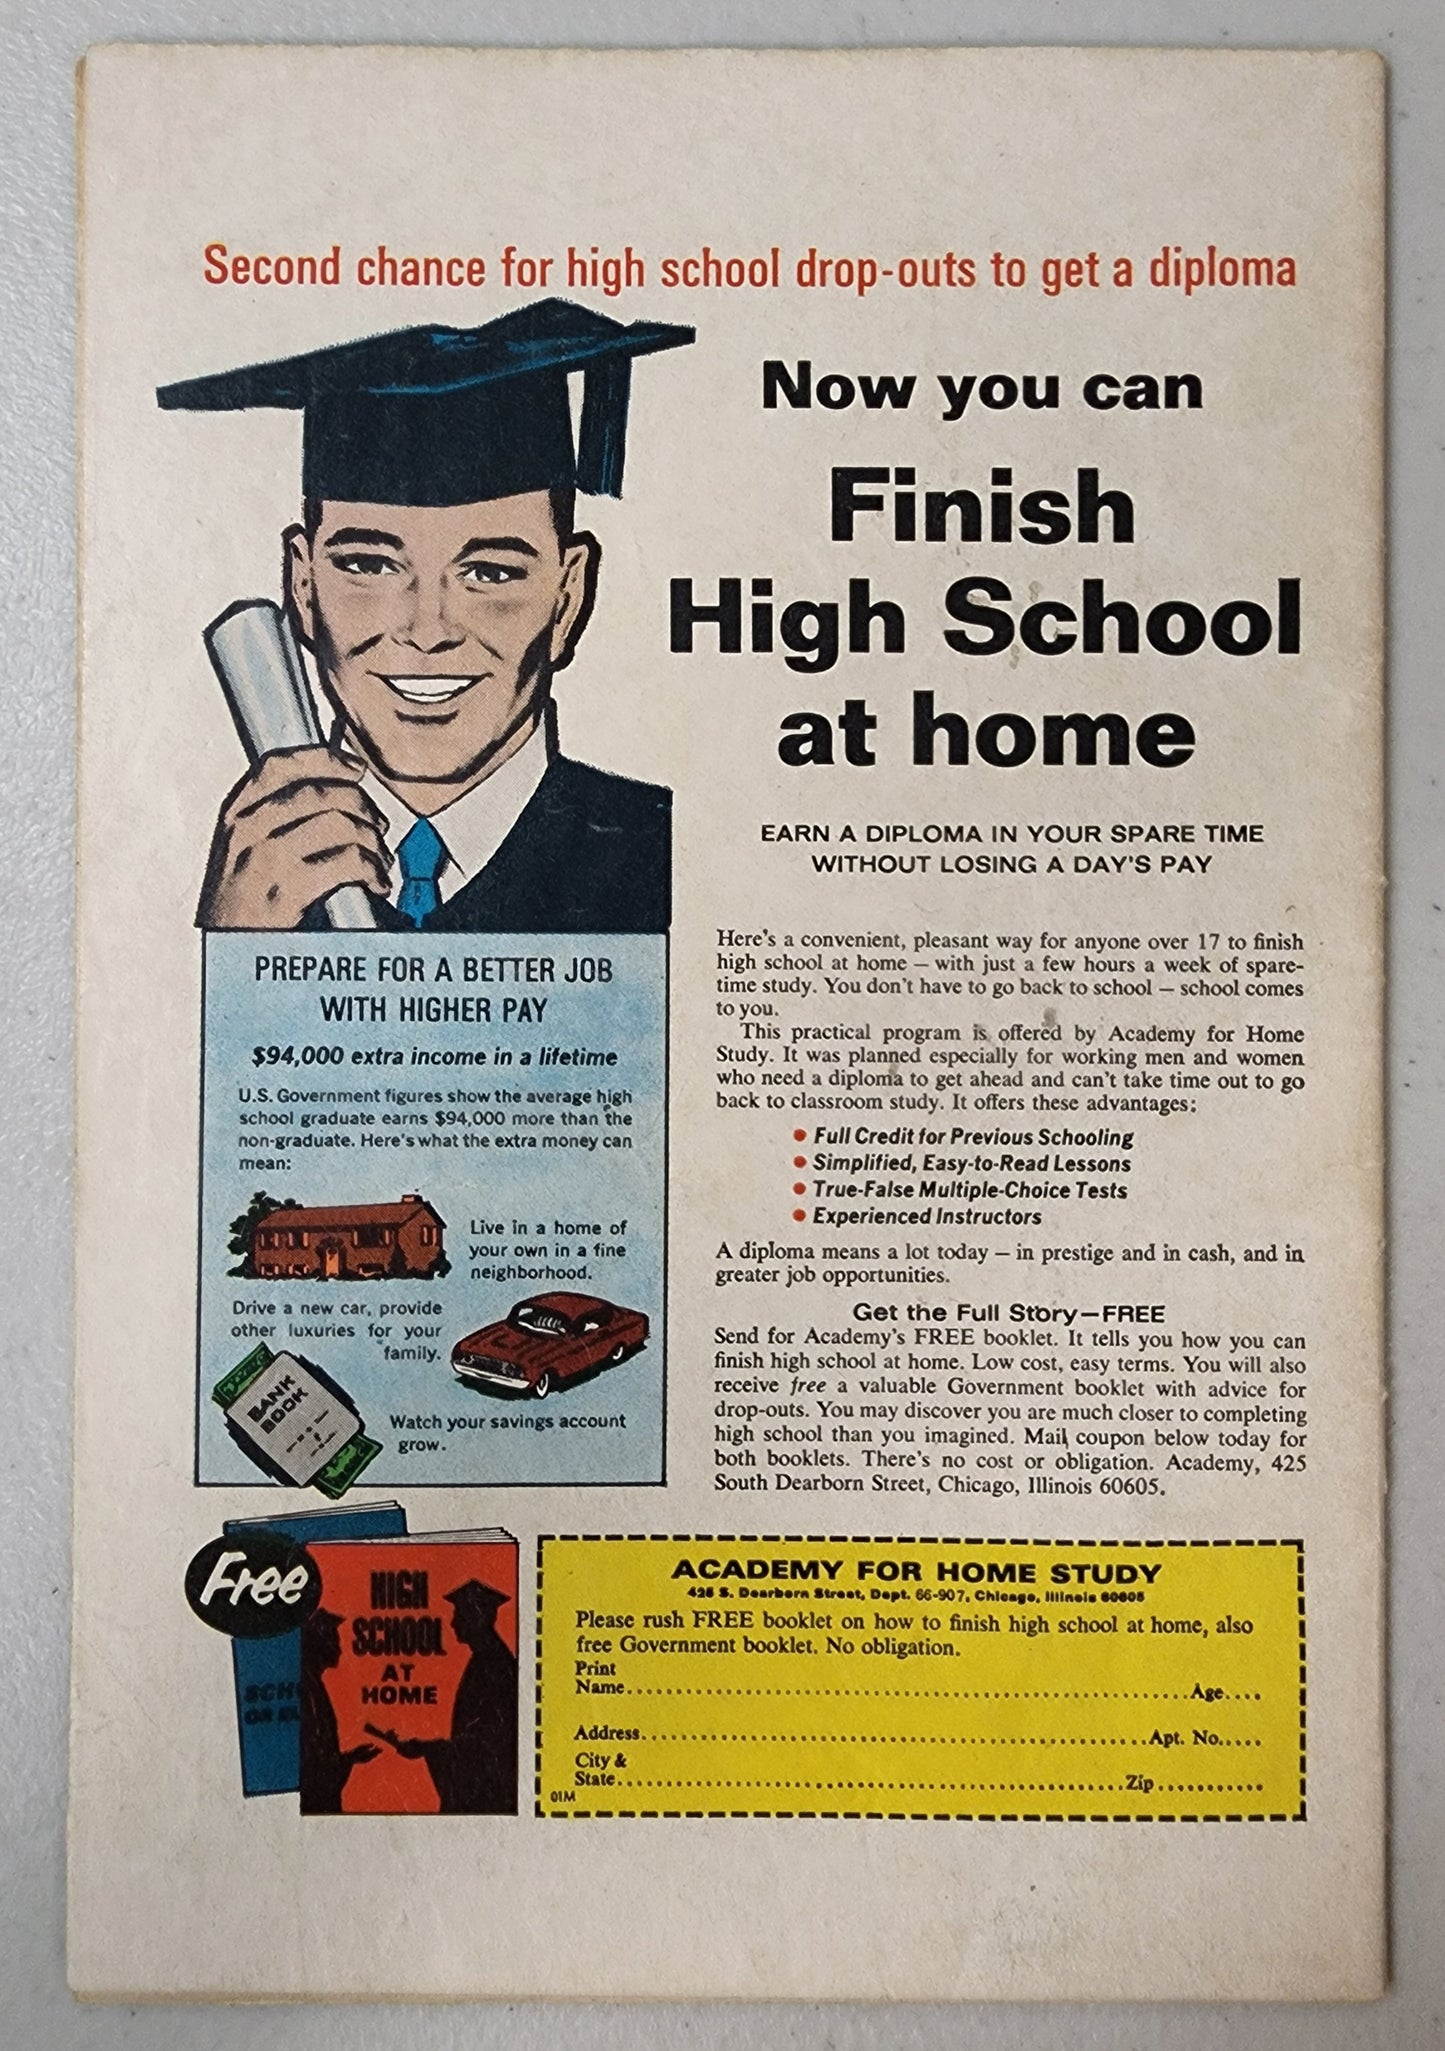 Second chance for high school drop-outs to get a diploma
Now you can
Finish
High School
at home
EARN A DIPLOMA IN YOUR SPARE TIME
WITHOUT LOSING A DAY'S PAY
Here's a convenient, pleasant way for anyone over 17 to finish
high school at home — with just a few hours a week of spare-
time study. You don't have to go back to school — school comes
to you.
This practical program is offered by Academy for Home
Study. It was planned especially for working men and women
who need a diploma to get ahead and can't take time out to go
back to classroom study. It offers these advantages:
• Full Credit for Previous Schooling
• Simplified, Easy-to-Read Lessons
• True-False Multiple-Choice Tests
• Experienced Instructors
A diploma means a lot today — in prestige and in cash, and in
greater job opportunities.
Get the Full Story—FREE
Send for Academy's FREE booklet. It tells you how you can
finish high school at home. Low cost, easy terms. You will also
receive free a valuable Government booklet with advice for
drop-outs. You may discover you are much closer to completing
high school than you imagined. Mail coupon below today for
both booklets. There's no cost or obligation. Academy, 425
South Dearborn Street, Chicago, Illinois 60605.
PREPARE FOR A BETTER JOB
WITH HIGHER PAY
$94,000 extra income in a lifetime
U.S. Government figures show the average high
school graduate earns $94,000 more than the
non-graduate. Here's what the extra money can
mean:
Live in a home of
your own in a fine
neighborhood.
Drive a new car, provide
other luxuries for your
family.
BANK
BOOK
Watch your savings account
grow.
Free
HIGH
SCHOOL
AT
HOME
ACADEMY FOR HOME STUDY
425 S. Dearborn Street, Dept. 66-907, Chicago, Illinois 60605
Please rush FREE booklet on how to finish high school at home, also
free Government booklet. No obligation.
Print
Name.......... Age....
Address.......... Apt. No.....
City &
State.......... Zip..........
01M